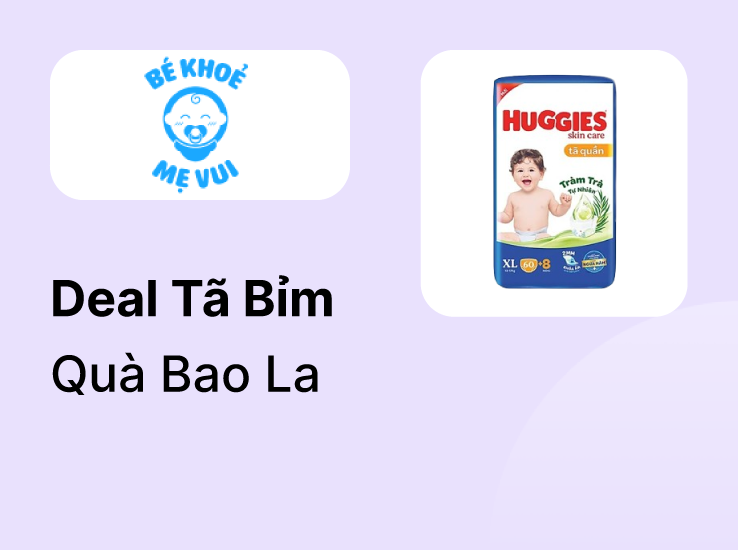 BÉ KHOẺ
MẸ VUI
Deal Tã Bỉm
Quà Bao La
HUGGIES
skin care
tã quần
Tràm Trà
Tự Nhiên
XL 60 +8